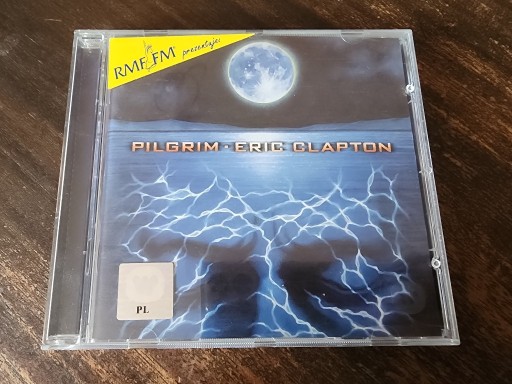 RMF FM® prezentuje:
PILGRIM • ERIC CLAPTON
PL